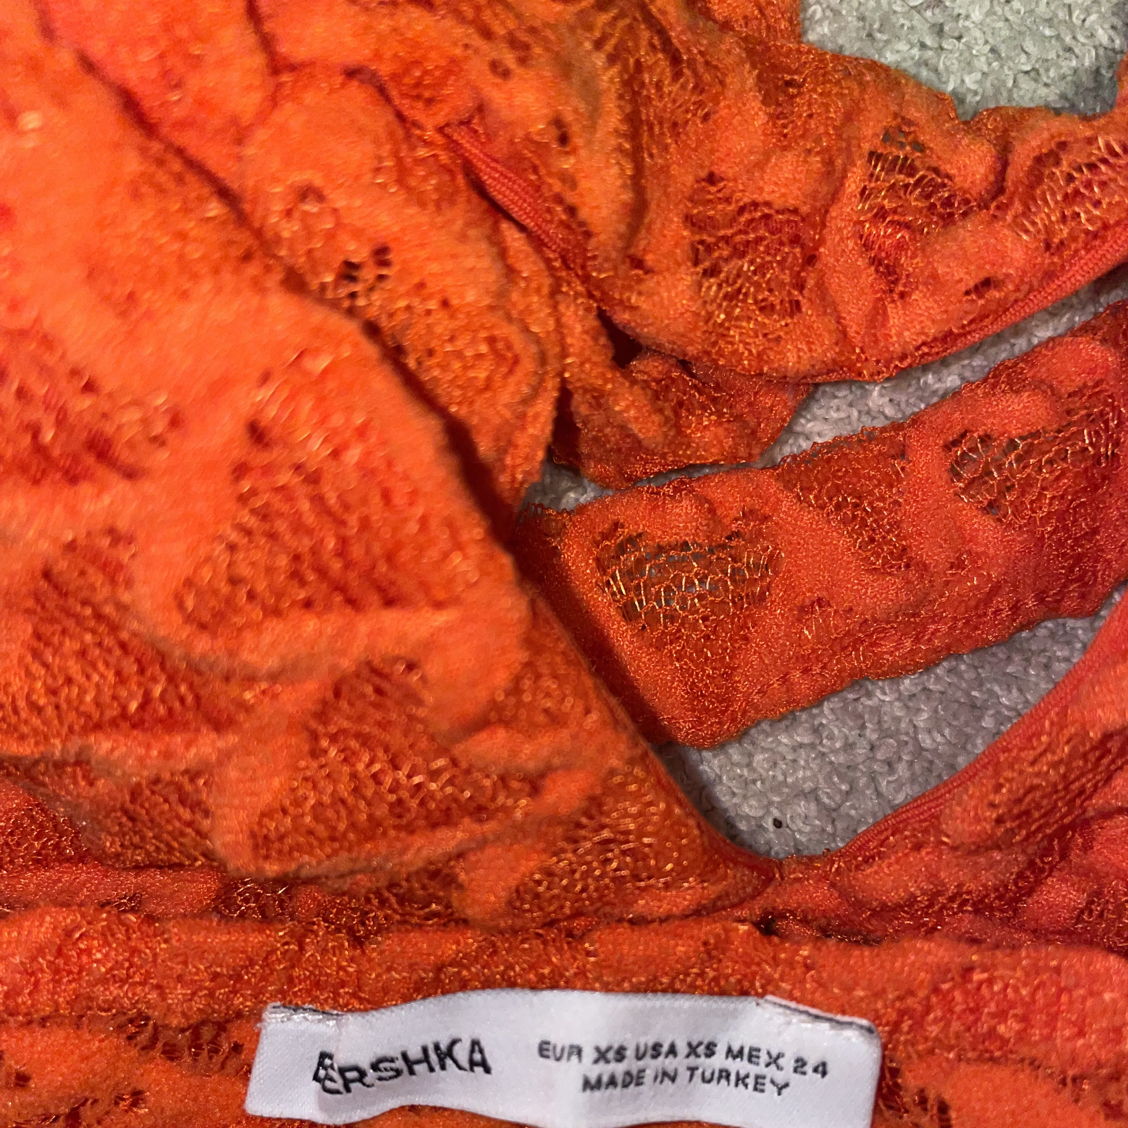 BERSHKA
EUR XS USA XS MEX 24
MADE IN TURKEY